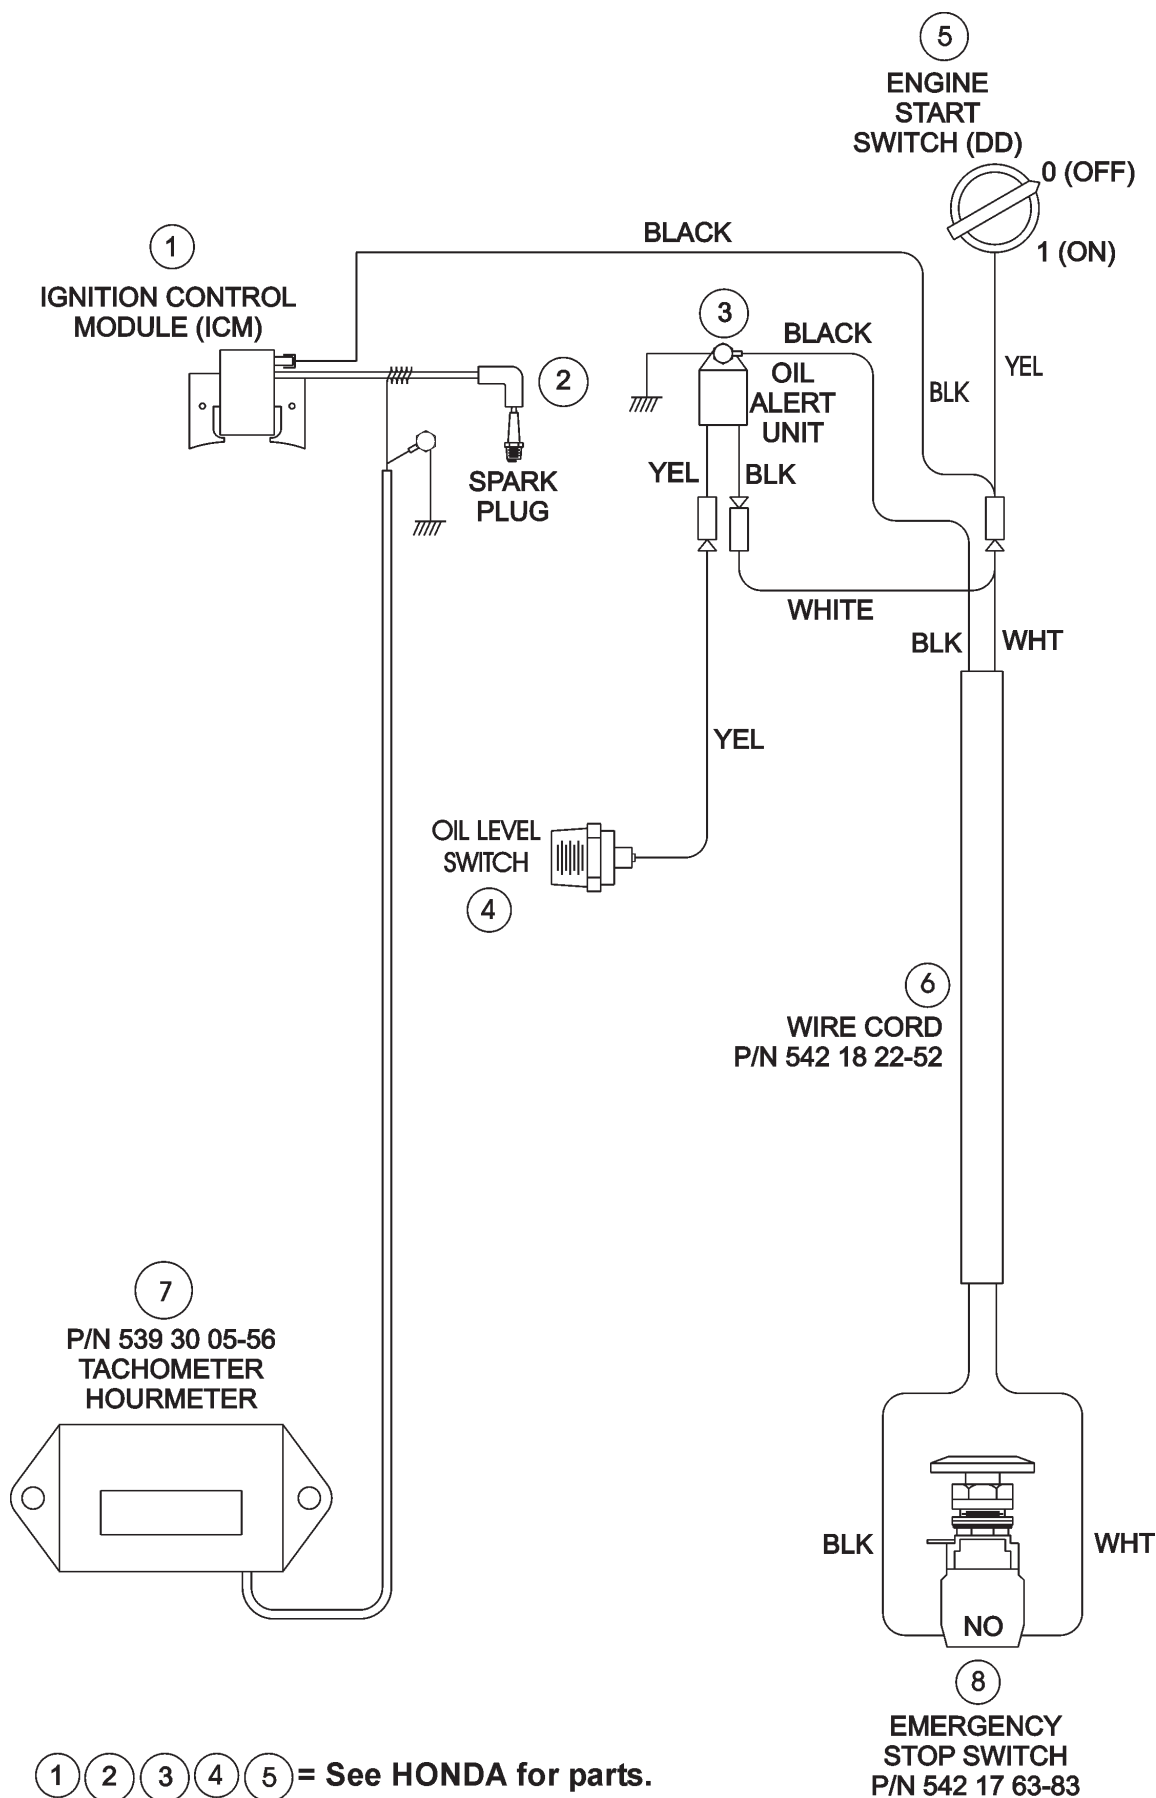 5
ENGINE
START
SWITCH (DD)
0 (OFF)
1 (ON)
BLACK
1
IGNITION CONTROL
MODULE (ICM)
3
BLACK
OIL
ALERT
UNIT
YEL
BLK
2
SPARK
PLUG
YEL
BLK
WHITE
BLK
WHT
YEL
OIL LEVEL
SWITCH
4
6
WIRE CORD
P/N 542 18 22-52
7
P/N 539 30 05-56
TACHOMETER
HOURMETER
BLK
WHT
NO
8
EMERGENCY
STOP SWITCH
P/N 542 17 63-83
1 2 3 4 5 = See HONDA for parts.